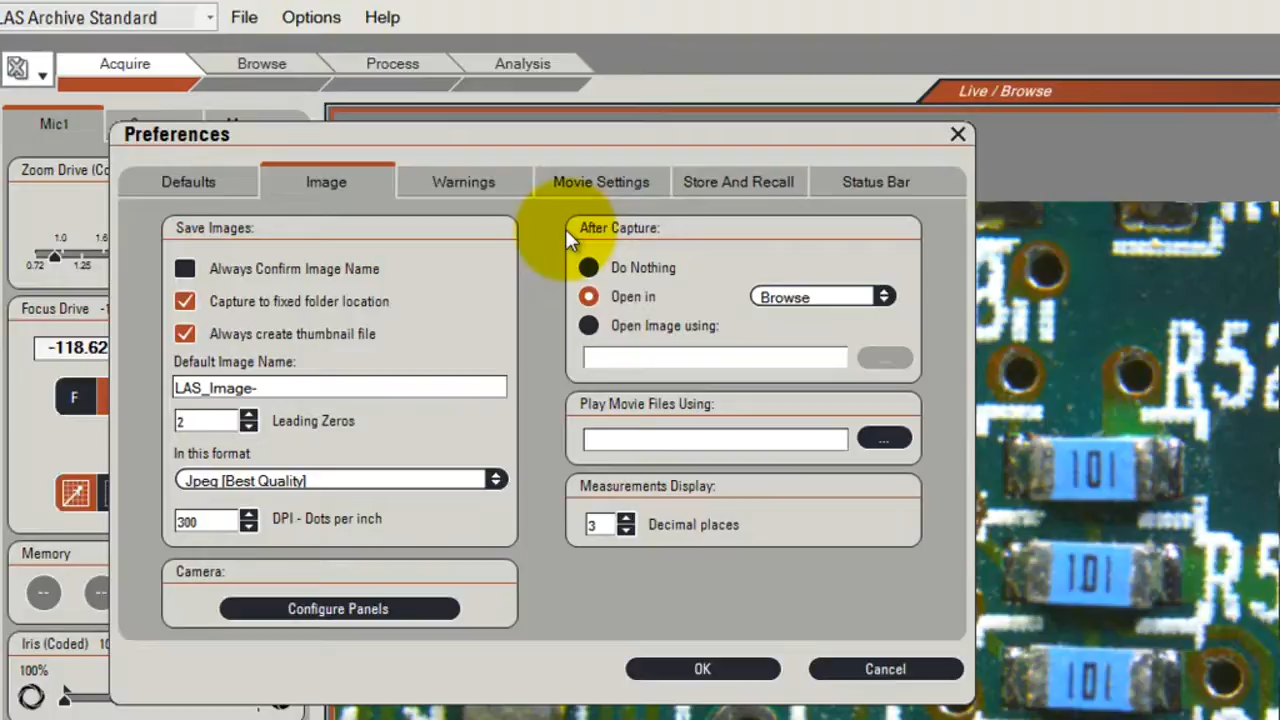 LAS Archive Standard
File
Options
Help
Acquire
Browse
Process
Analysis
Live / Browse
Mic1
Preferences
Zoom Drive (Co
1.0
1.6
0.72
1.25
Focus Drive -1
-118.62
F
Memory
--
--
Iris (Coded) 10
100%
Defaults
Image
Warnings
Movie Settings
Store And Recall
Status Bar
Save Images:
Always Confirm Image Name
Capture to fixed folder location
Always create thumbnail file
Default Image Name:
LAS_Image-
2
Leading Zeros
In this format
Jpeg [Best Quality]
300
DPI - Dots per inch
Camera:
Configure Panels
After Capture:
Do Nothing
Open in
Browse
Open Image using:
...
Play Movie Files Using:
...
Measurements Display:
3
Decimal places
OK
Cancel
R52
101
R5
101
101